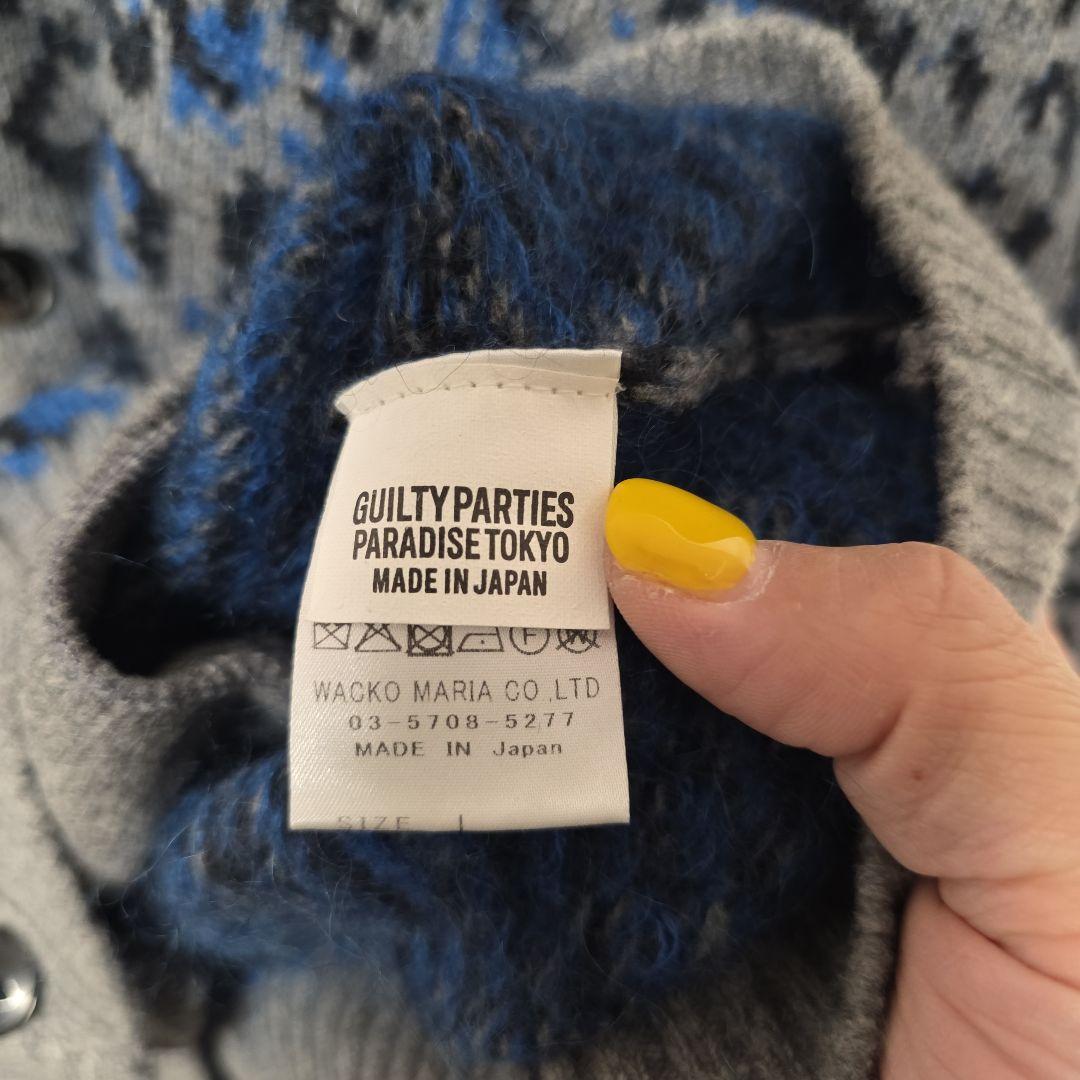 GUILTY PARTIES
PARADISE TOKYO
MADE IN JAPAN
F W
WACKO MARIA CO.,LTD
03-5708-5277
MADE IN Japan
SIZE L